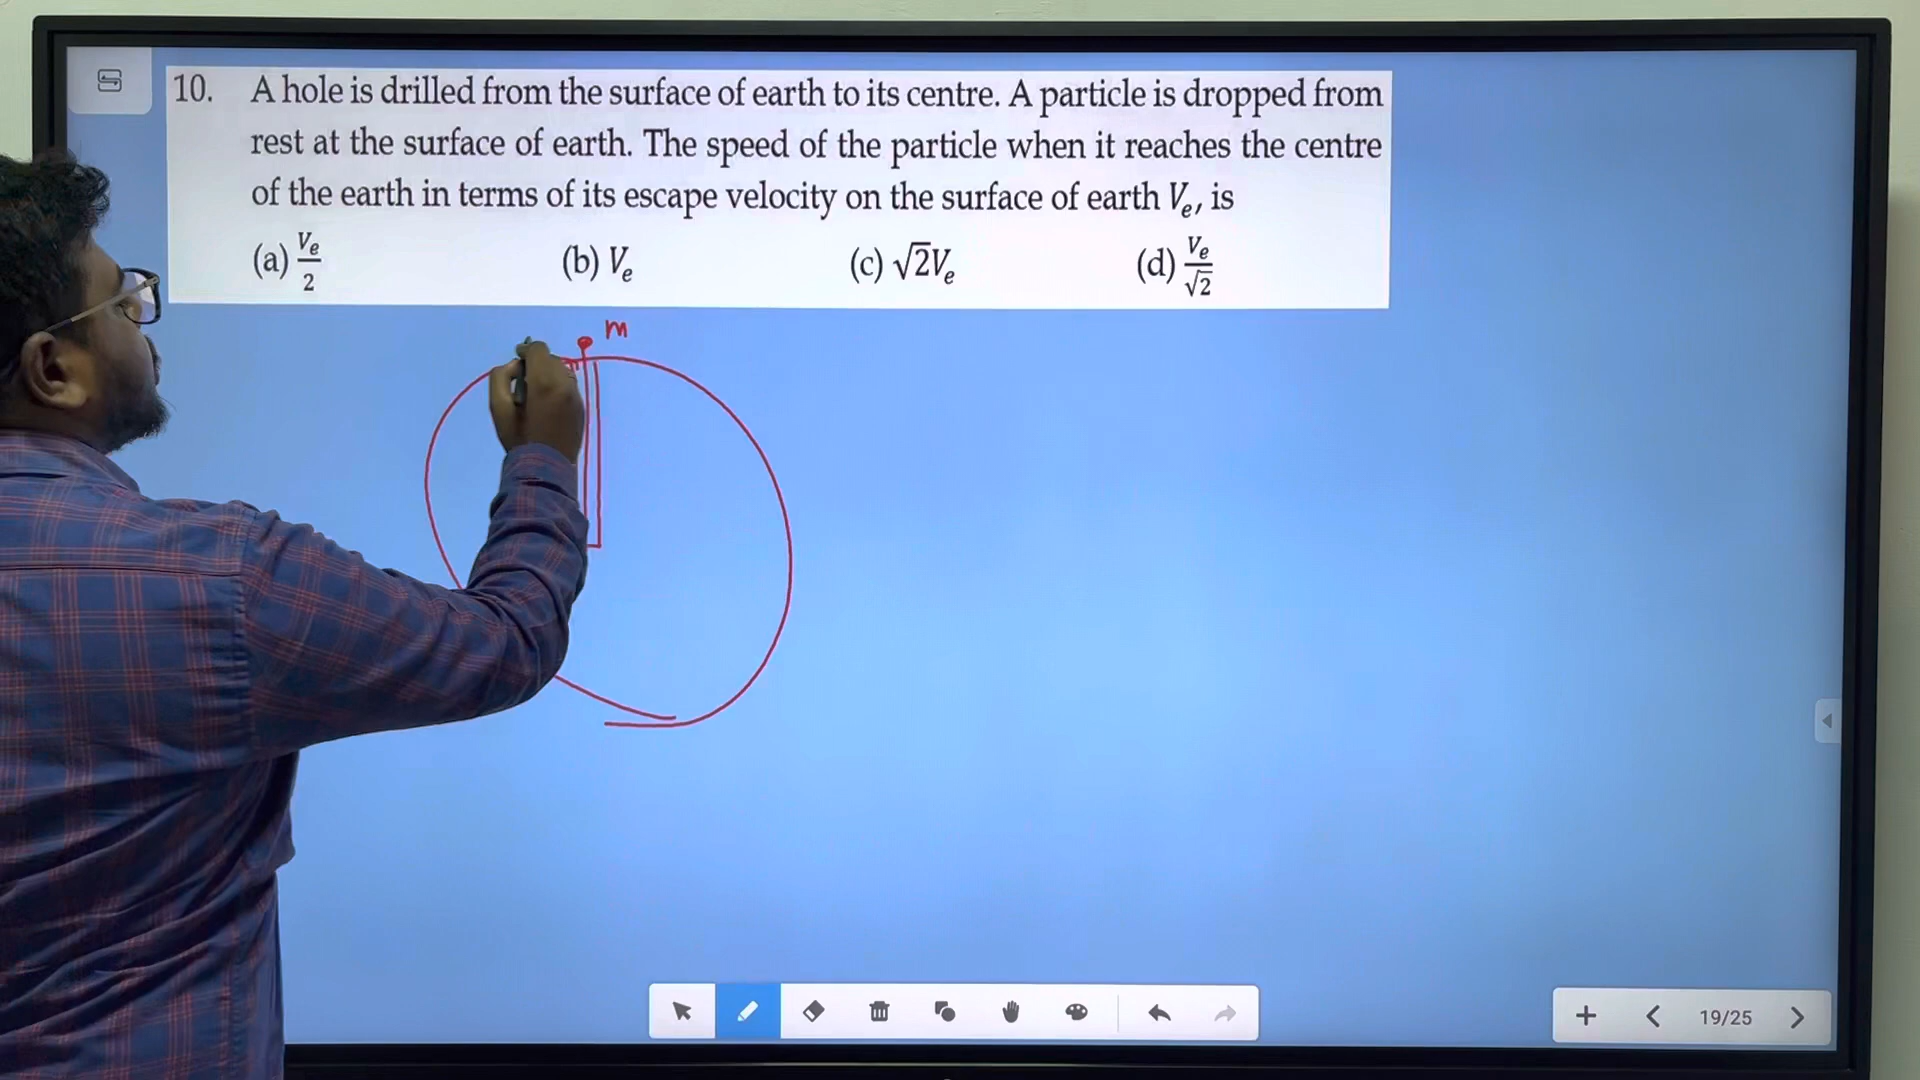 10. A hole is drilled from the surface of earth to its centre. A particle is dropped from
rest at the surface of earth. The speed of the particle when it reaches the centre
of the earth in terms of its escape velocity on the surface of earth Vₑ, is
(a) Vₑ/2 (b) Vₑ (c) √2Vₑ (d) Vₑ/√2
m
19/25